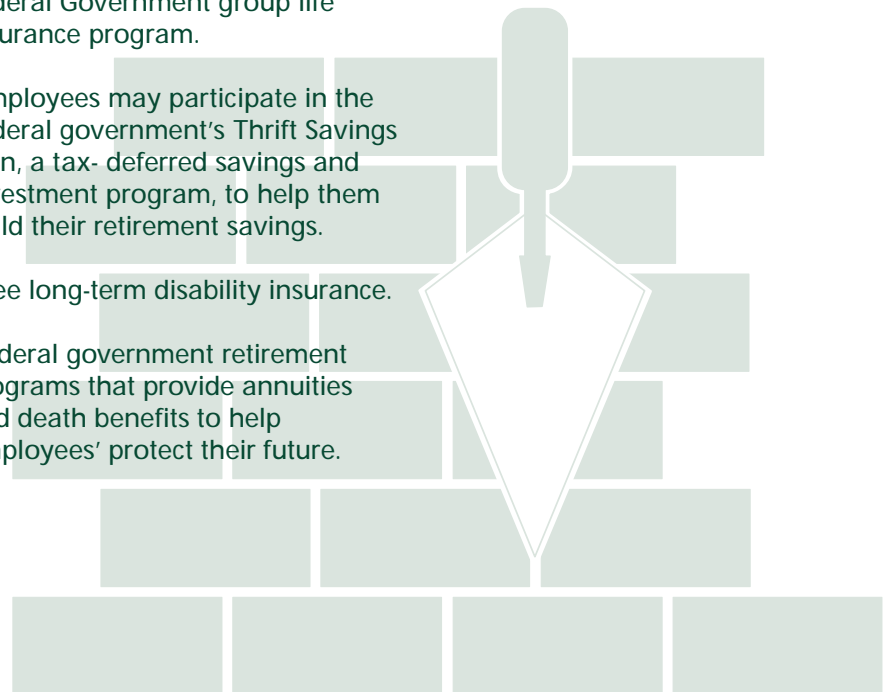 deral Government group life
urance program.
ployees may participate in the
deral government's Thrift Savings
n, a tax- deferred savings and
estment program, to help them
ld their retirement savings.
ee long-term disability insurance.
deral government retirement
ograms that provide annuities
d death benefits to help
ployees’ protect their future.